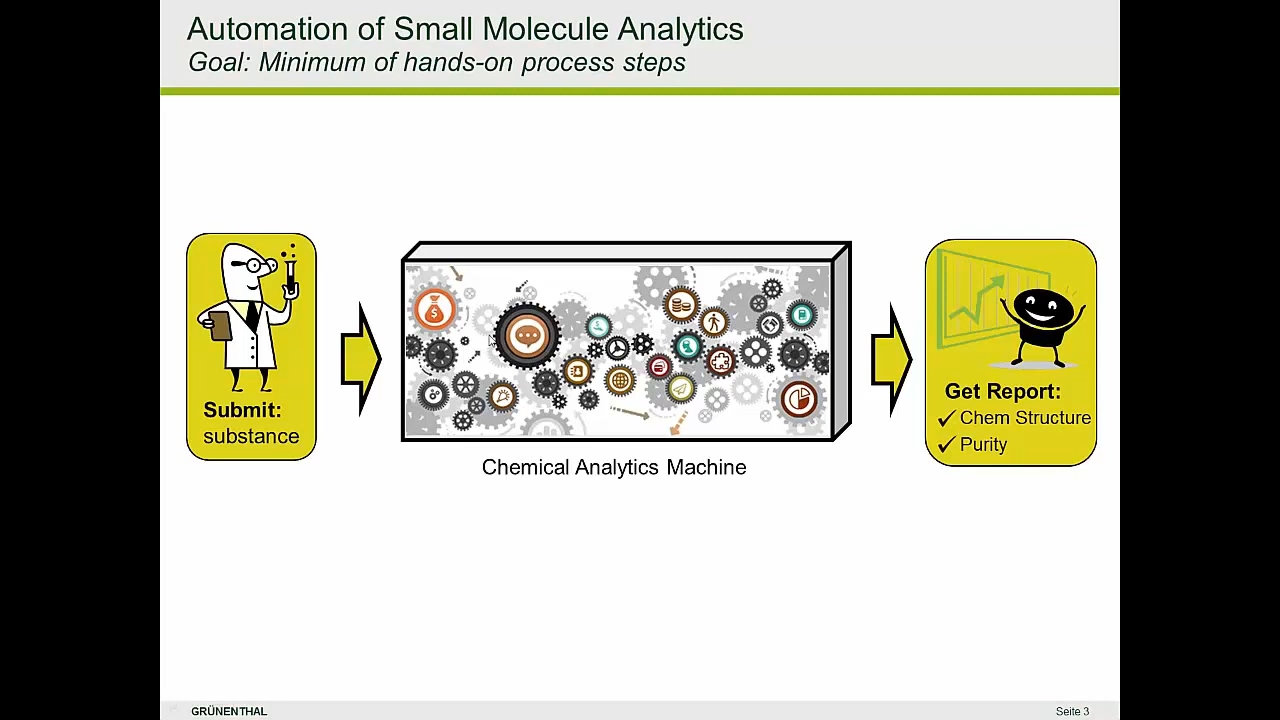 Automation of Small Molecule Analytics
Goal: Minimum of hands-on process steps
Submit:
substance
$
Chemical Analytics Machine
Get Report:
✓ Chem Structure
✓ Purity
GRÜNENTHAL
Seite 3